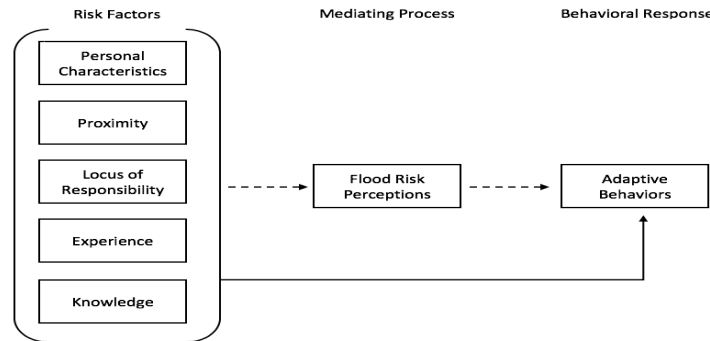 Risk Factors
Mediating Process
Behavioral Response
Personal
Characteristics
Proximity
Locus of
Responsibility
Flood Risk
Perceptions
Adaptive
Behaviors
Experience
Knowledge